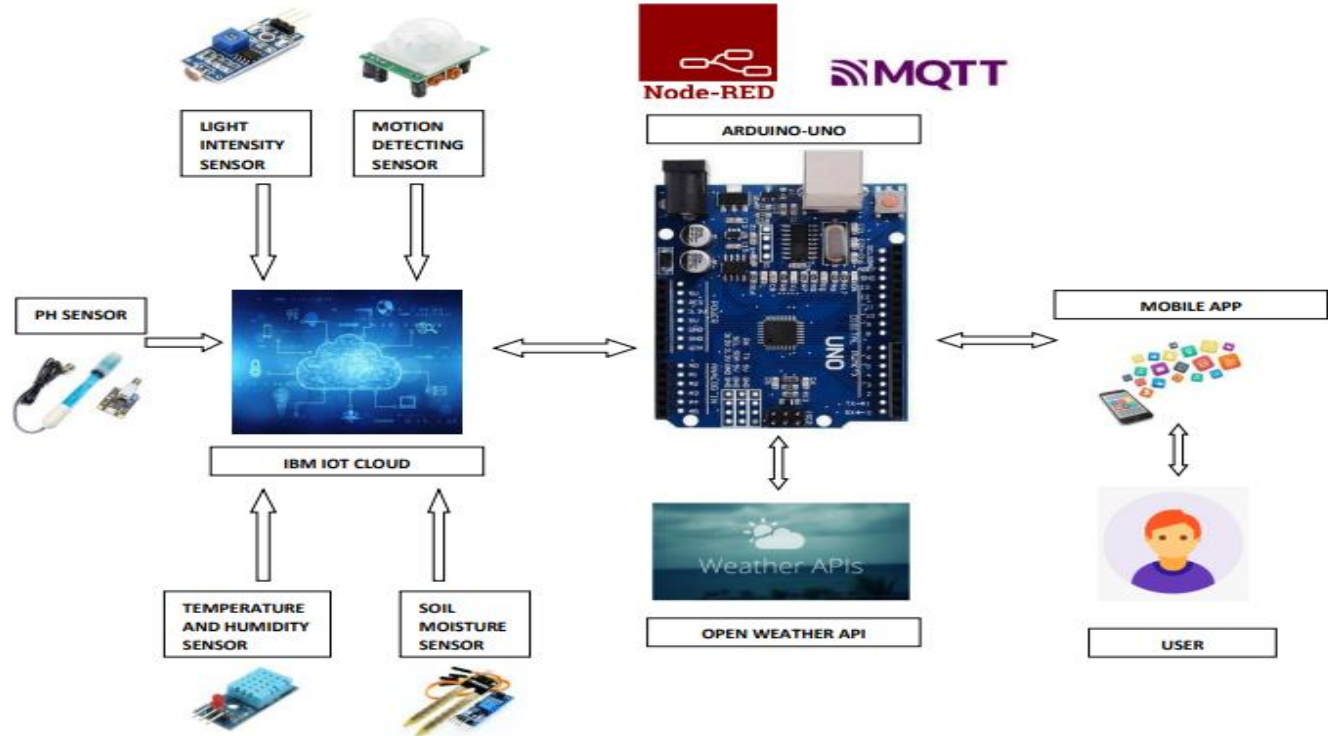 Node-RED
MQTT
LIGHT
INTENSITY
SENSOR
MOTION
DETECTING
SENSOR
ARDUINO-UNO
PH SENSOR
UNO
MOBILE APP
IBM IOT CLOUD
Weather APIs
TEMPERATURE
AND HUMIDITY
SENSOR
SOIL
MOISTURE
SENSOR
OPEN WEATHER API
USER